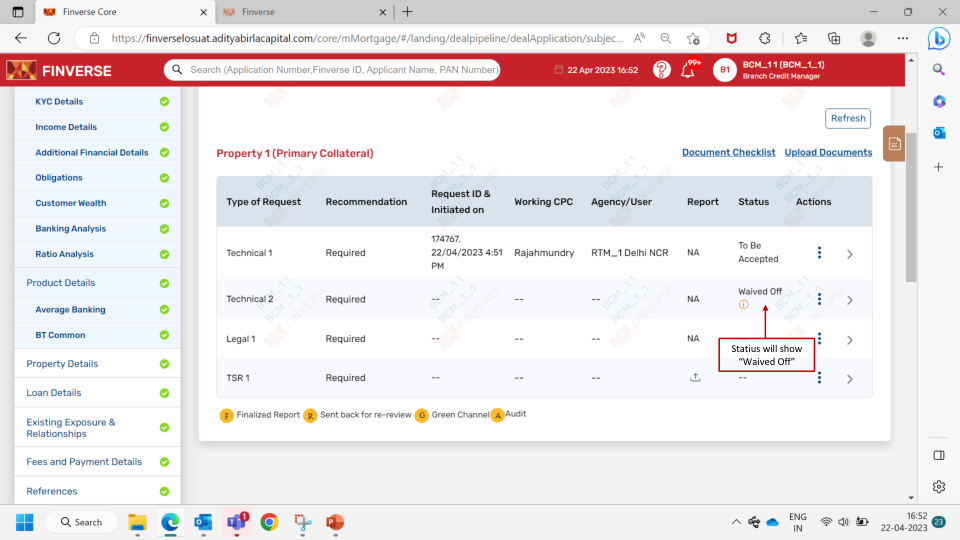 Finverse Core
Finverse
https://finverselosuat.adityabirlacapital.com/core/mMortgage/#/landing/dealpipeline/dealApplication/subjec...
FINVERSE
Search (Application Number,Finverse ID, Applicant Name, PAN Number)
22 Apr 2023 16:52
99+
B1
BCM_1 1 (BCM_1_1)
Branch Credit Manager
KYC Details
Income Details
Additional Financial Details
Obligations
Customer Wealth
Banking Analysis
Ratio Analysis
Product Details
Average Banking
BT Common
Property Details
Loan Details
Existing Exposure &
Relationships
Fees and Payment Details
References
Refresh
Property 1 (Primary Collateral)
Document Checklist
Upload Documents
Type of Request
Recommendation
Request ID &
Initiated on
Working CPC
Agency/User
Report
Status
Actions
Technical 1
Required
174767,
22/04/2023 4:51
PM
Rajahmundry
RTM_1 Delhi NCR
NA
To Be
Accepted
Technical 2
Required
--
--
--
NA
Waived Off
Legal 1
Required
--
--
--
NA
Statius will show
“Waived Off”
TSR 1
Required
--
--
--
--
F Finalized Report
R Sent back for re-review
G Green Channel
A Audit
Search
1
ENG
IN
16:52
22-04-2023
23